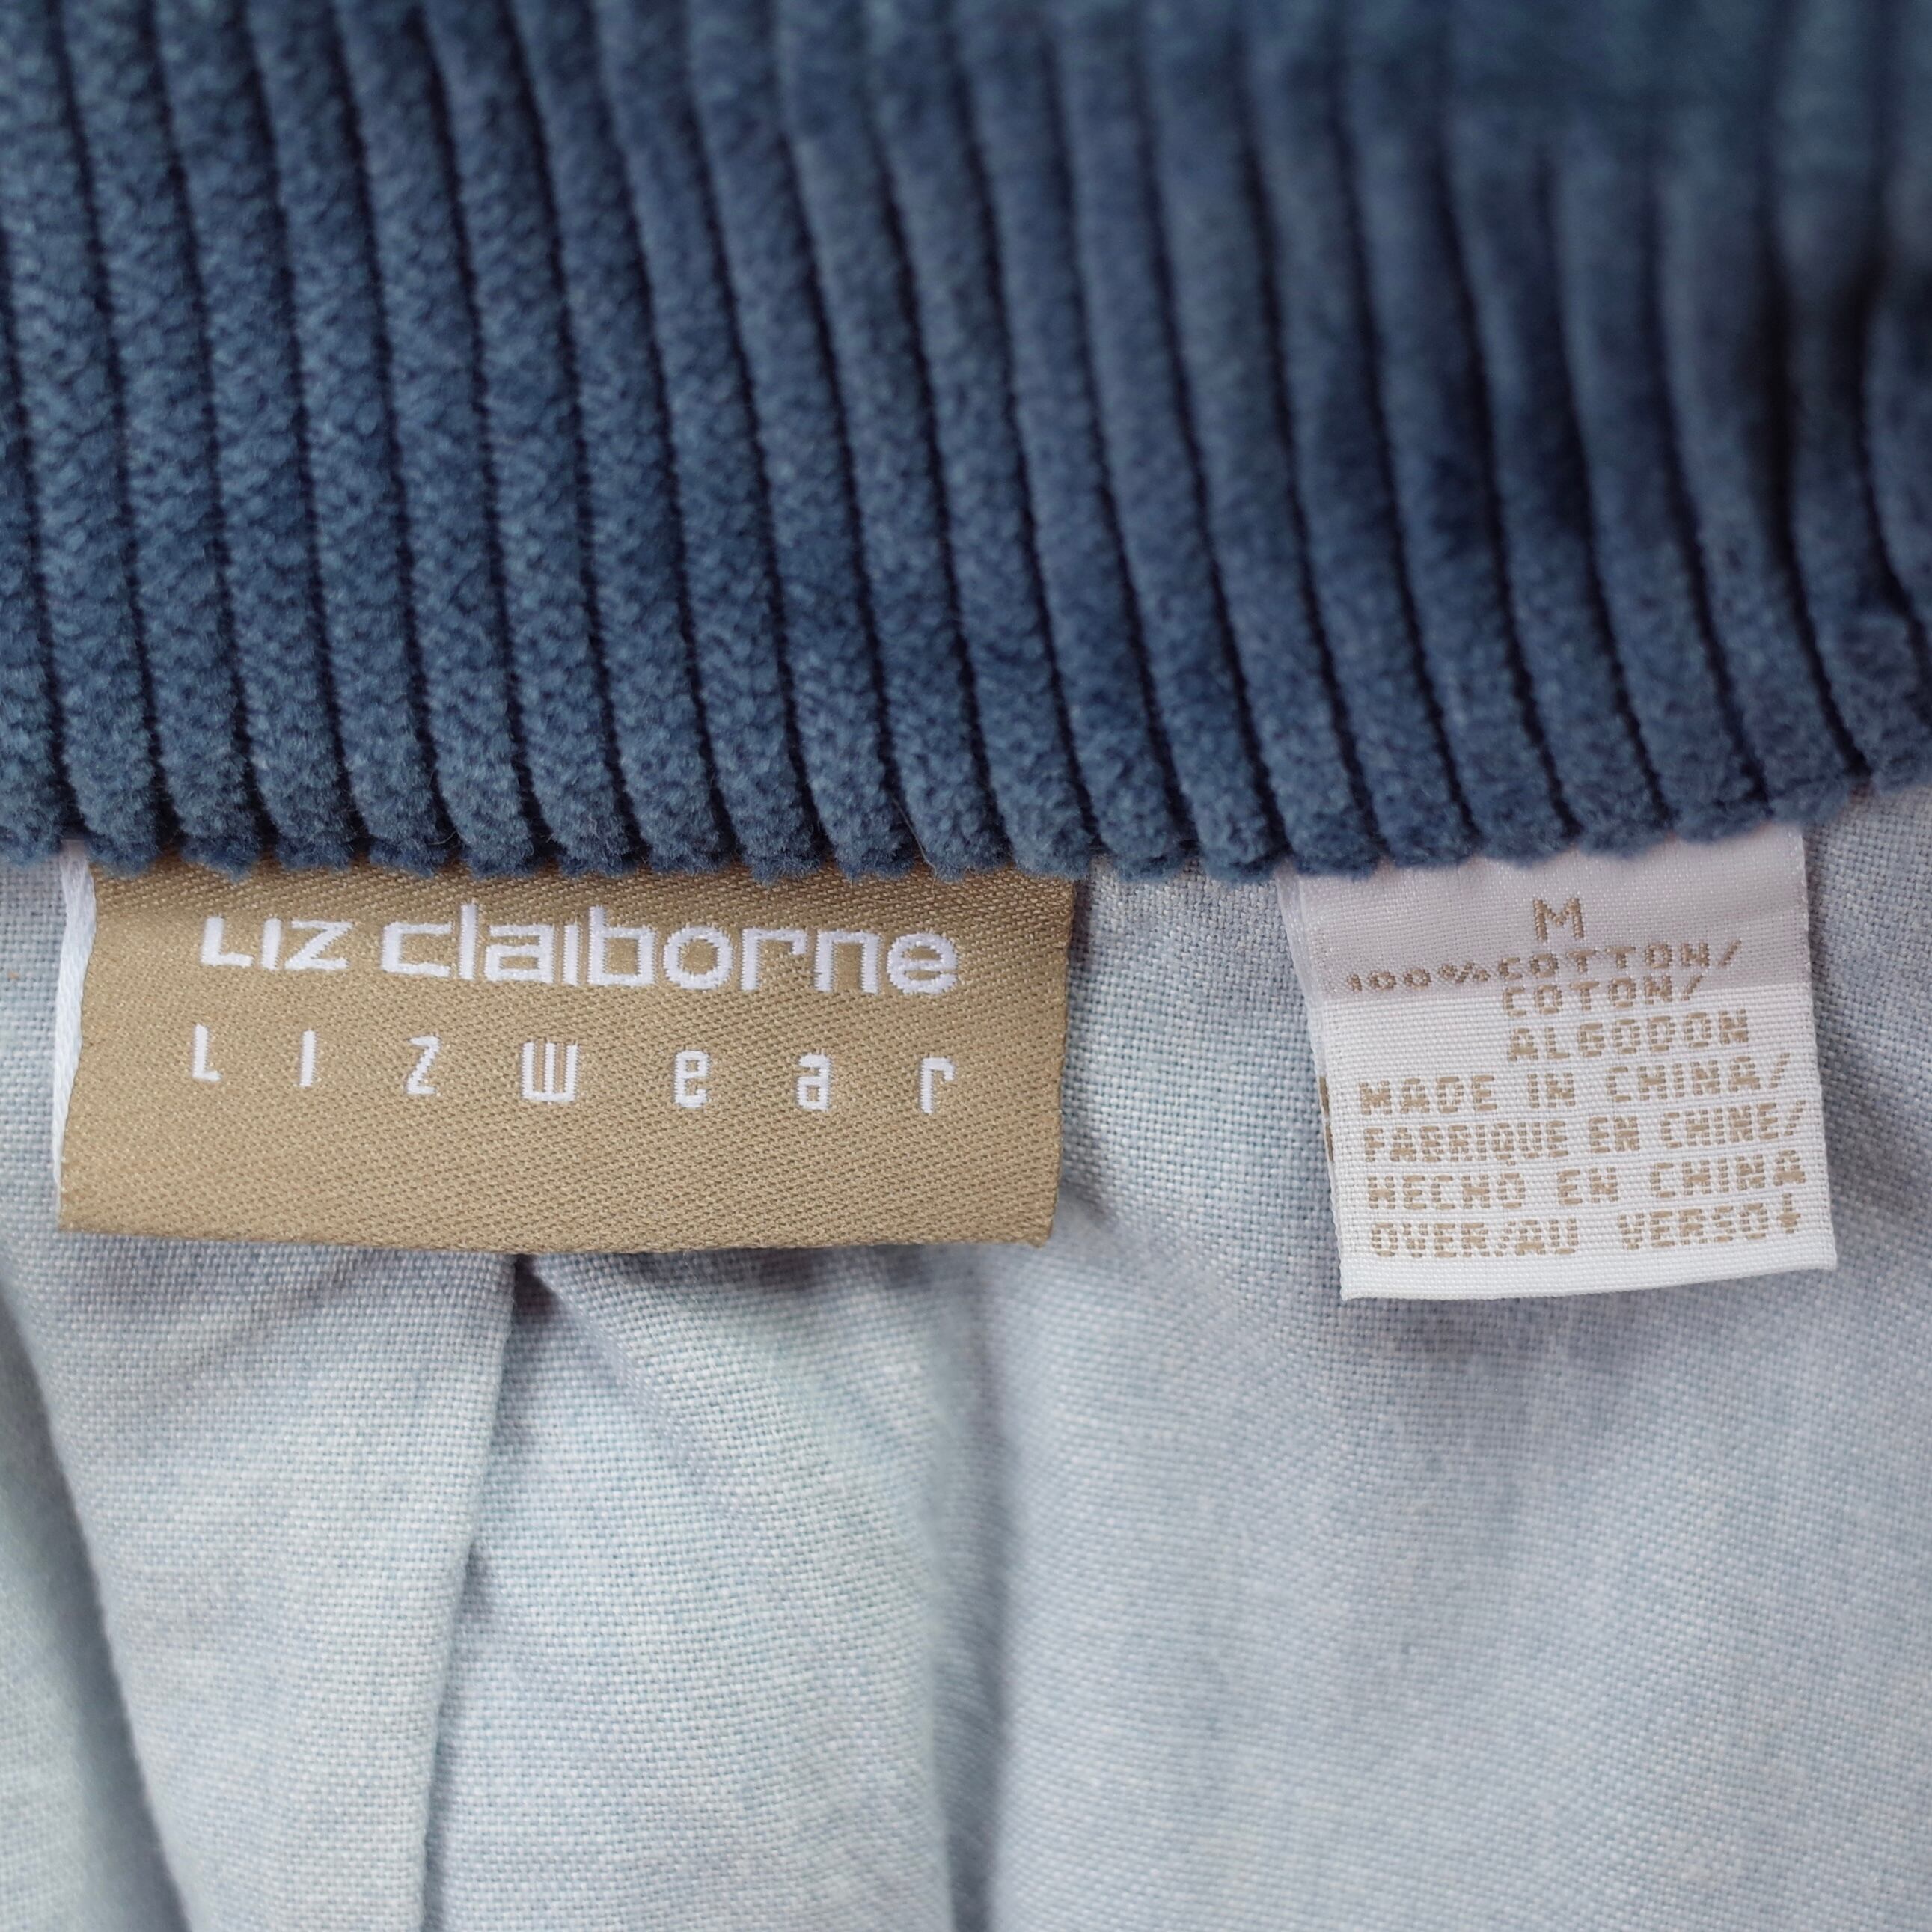 LIZ claiborne
LIZwear
M
100% COTTON/
COTON/
ALGODON
MADE IN CHINA/
FABRIQUE EN CHINE/
HECHO EN CHINA
OVER/AU VERSO↓